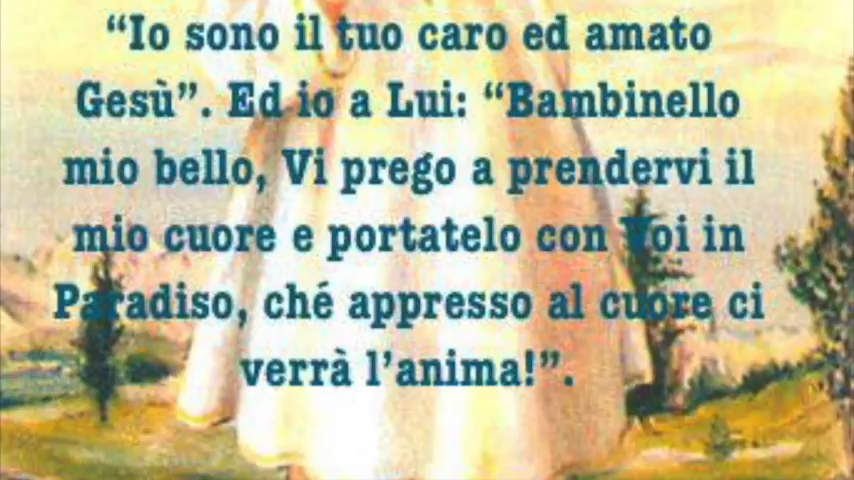 “Io sono il tuo caro ed amato
Gesù”. Ed io a Lui: “Bambinello
mio bello, Vi prego a prendervi il
mio cuore e portatelo con Voi in
Paradiso, ché appresso al cuore ci
verrà l’anima!”.